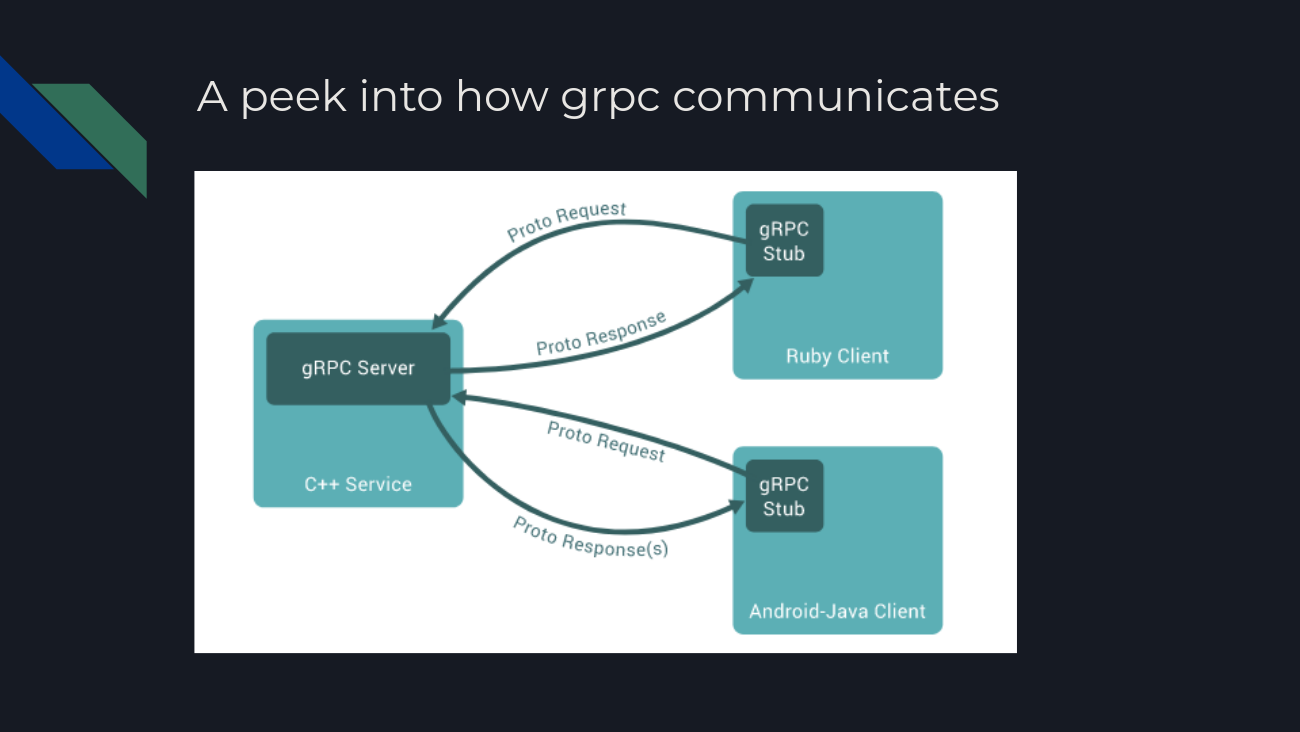 A peek into how grpc communicates
Proto Request
gRPC
Stub
Proto Response
Ruby Client
gRPC Server
C++ Service
Proto Request
gRPC
Stub
Proto Response(s)
Android-Java Client